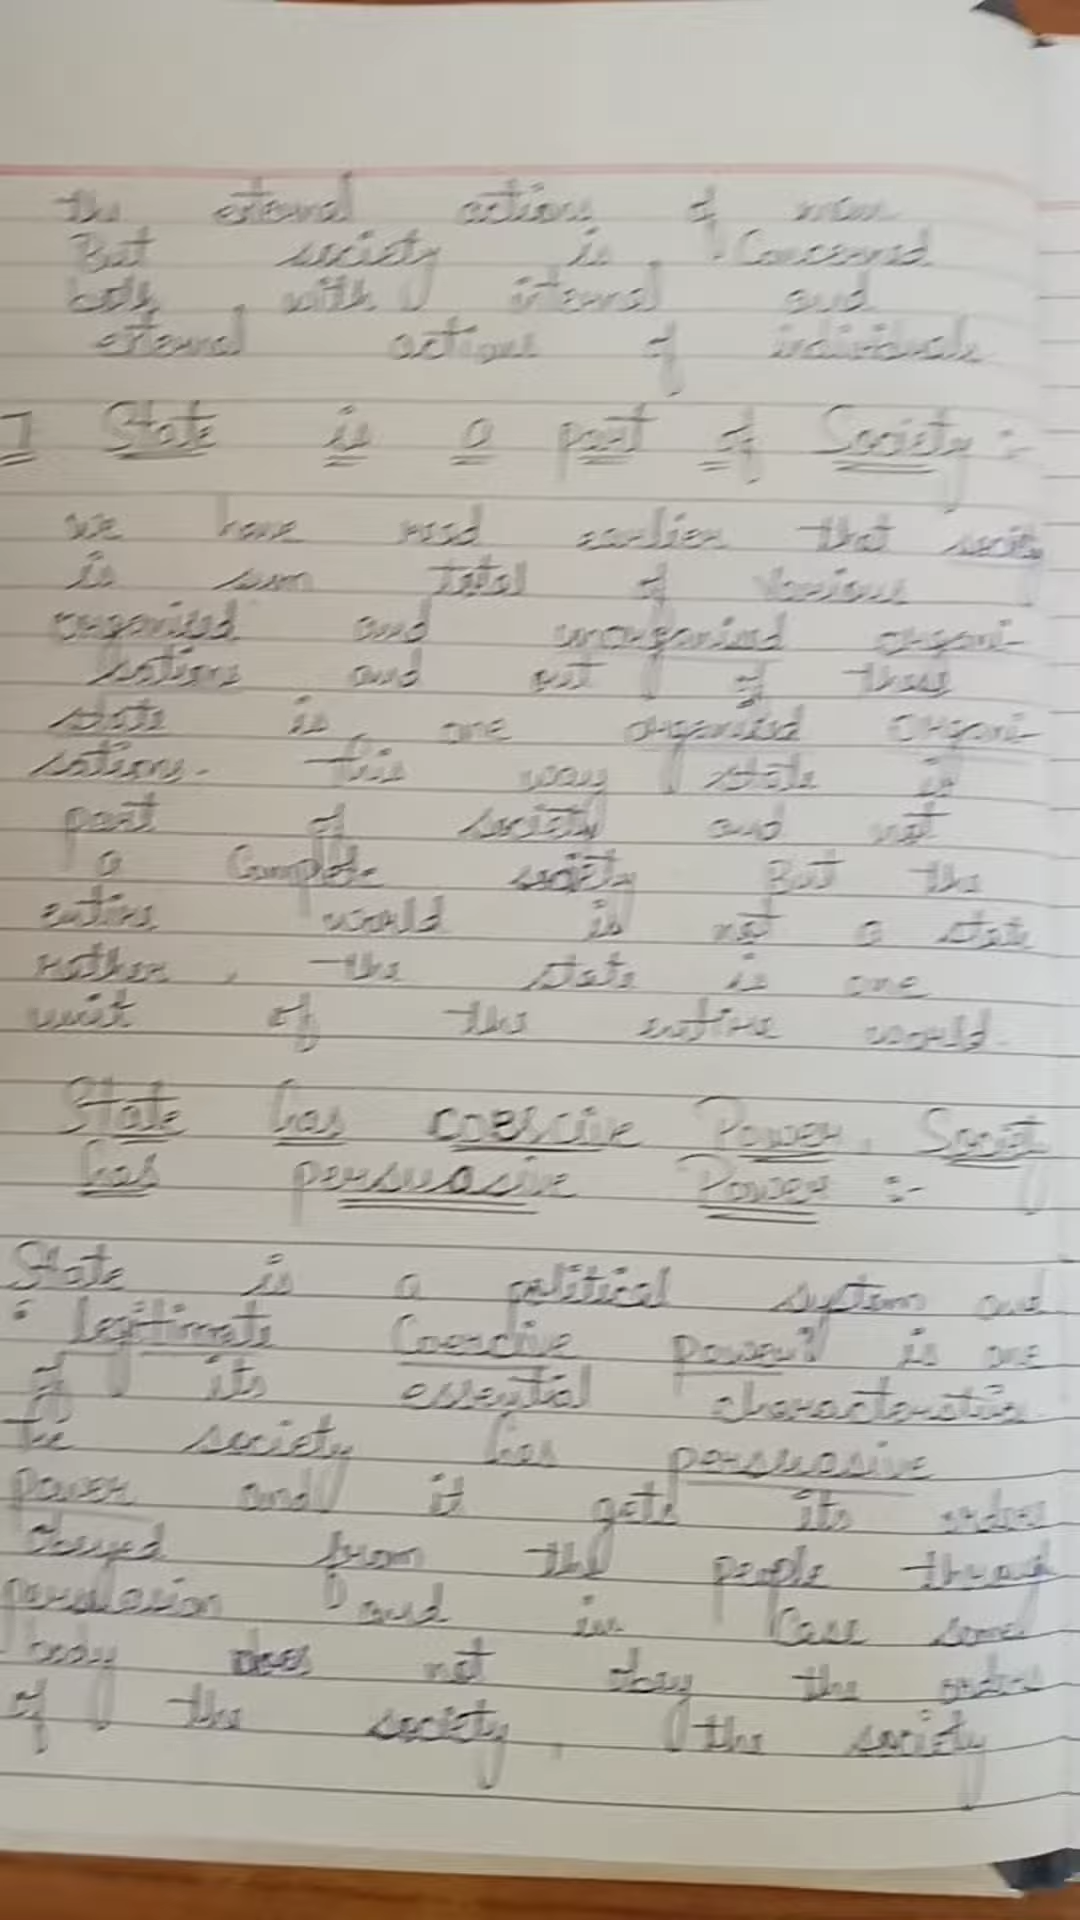 the external actions of man
But society is Concerned
both with internal and
external actions of individuals.
7 State is a part of Society :-
we have read earlier that society
is sum total of various
organised and unorganised organi-
sations and out of these
state is one organised organi-
sations. This way state is
part of society and not
a Complete society But the
entire world is not a state
rather, the state is one
unit of the entire world.
State has coercive Power, Society
has persuasive Power :-
State is a political system and
"legitimate Coercive power" is one
of its essential characteristics.
The society has persuasive
power and it gets its orders
obeyed from the people through
persuasion and in Case some
body does not obey the orders
of the society, the society